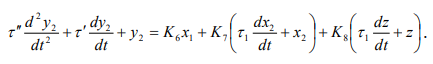 τ″ d²y₂/dt² + τ′ dy₂/dt + y₂ = K₆x₁ + K₇(τ₁ dx₂/dt + x₂) + K₈(τ₁ dz/dt + z).